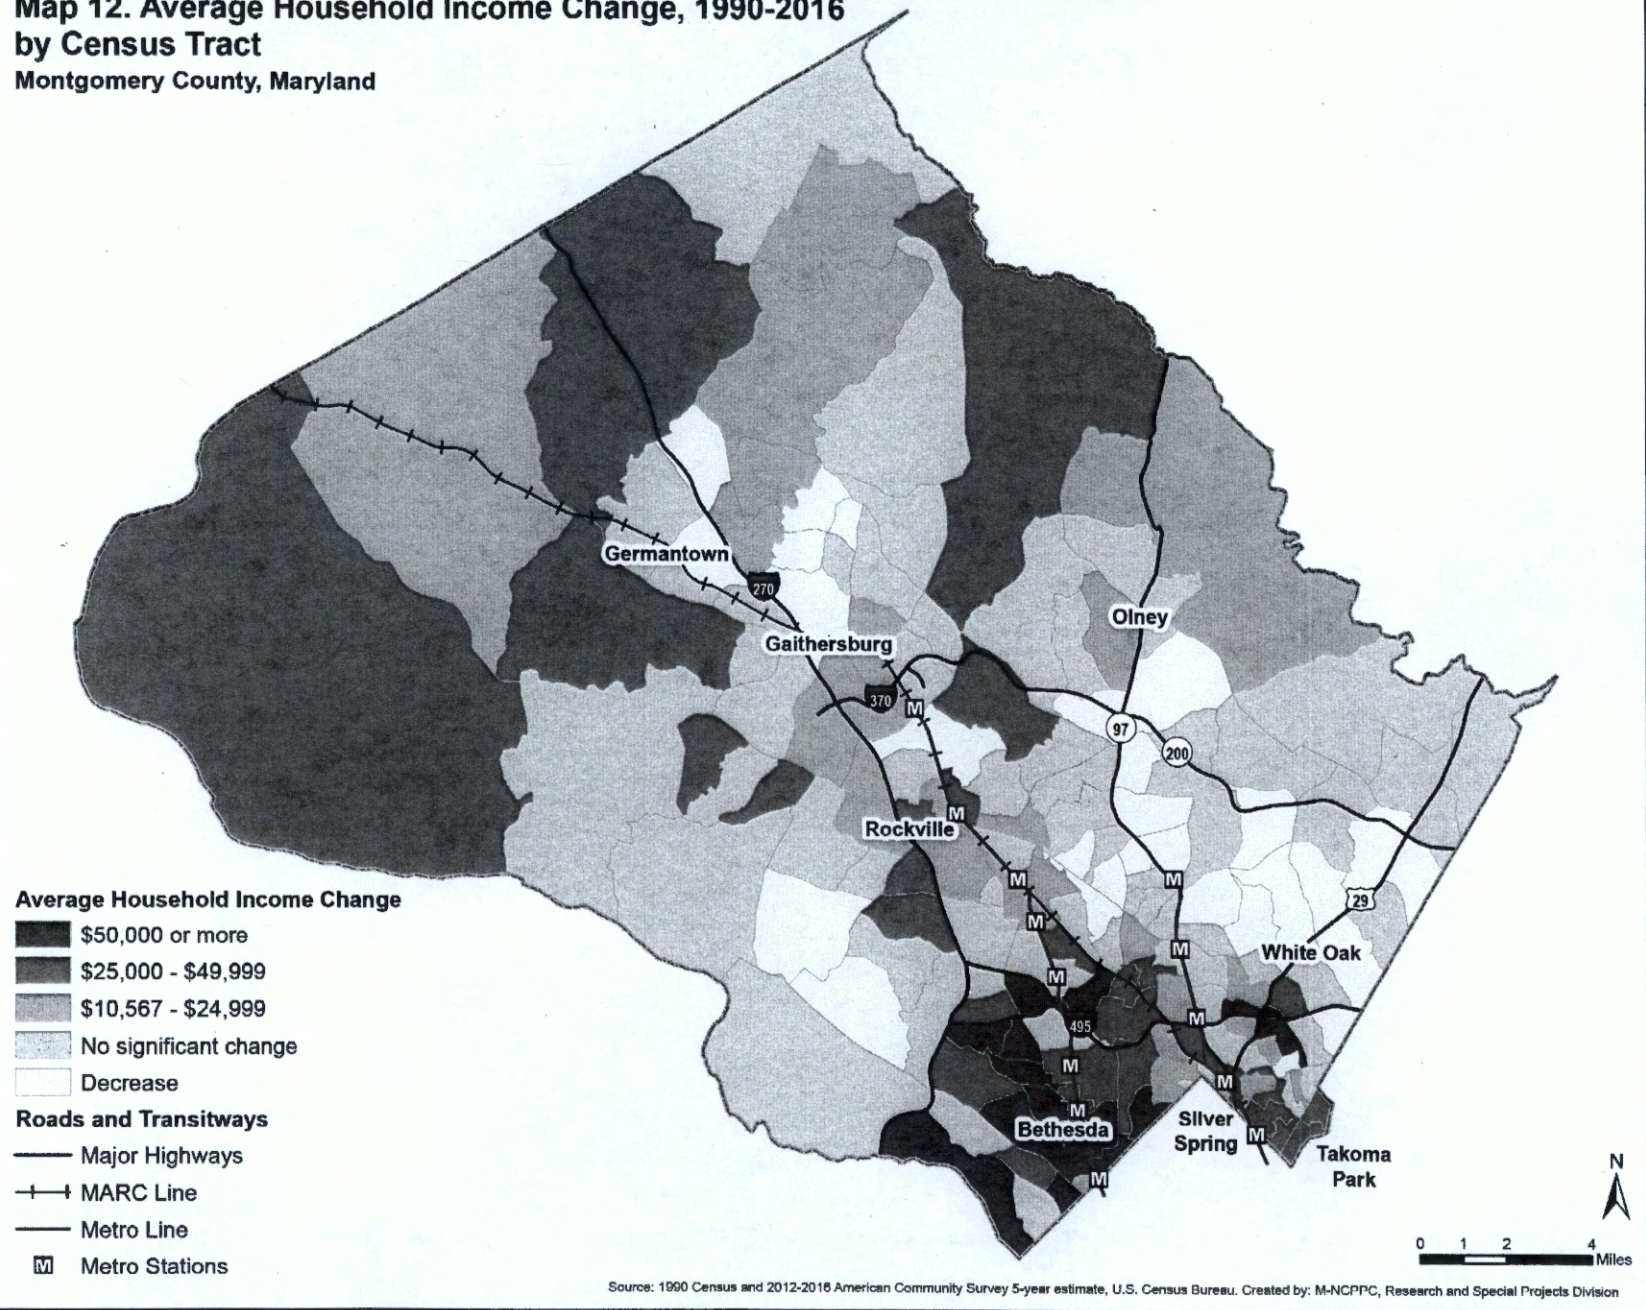 Map 12. Average Household Income Change, 1990-2016
by Census Tract
Montgomery County, Maryland
Germantown
270
Olney
Gaithersburg
370
M
97
200
M
Rockville
M
M
29
M
White Oak
M
M
495
M
M
M
M
Bethesda
Silver
Spring
M
Takoma
Park
M
Average Household Income Change
$50,000 or more
$25,000 - $49,999
$10,567 - $24,999
No significant change
Decrease
Roads and Transitways
Major Highways
MARC Line
Metro Line
M Metro Stations
N
0 1 2 4
Miles
Source: 1990 Census and 2012-2016 American Community Survey 5-year estimate, U.S. Census Bureau. Created by: M-NCPPC, Research and Special Projects Division